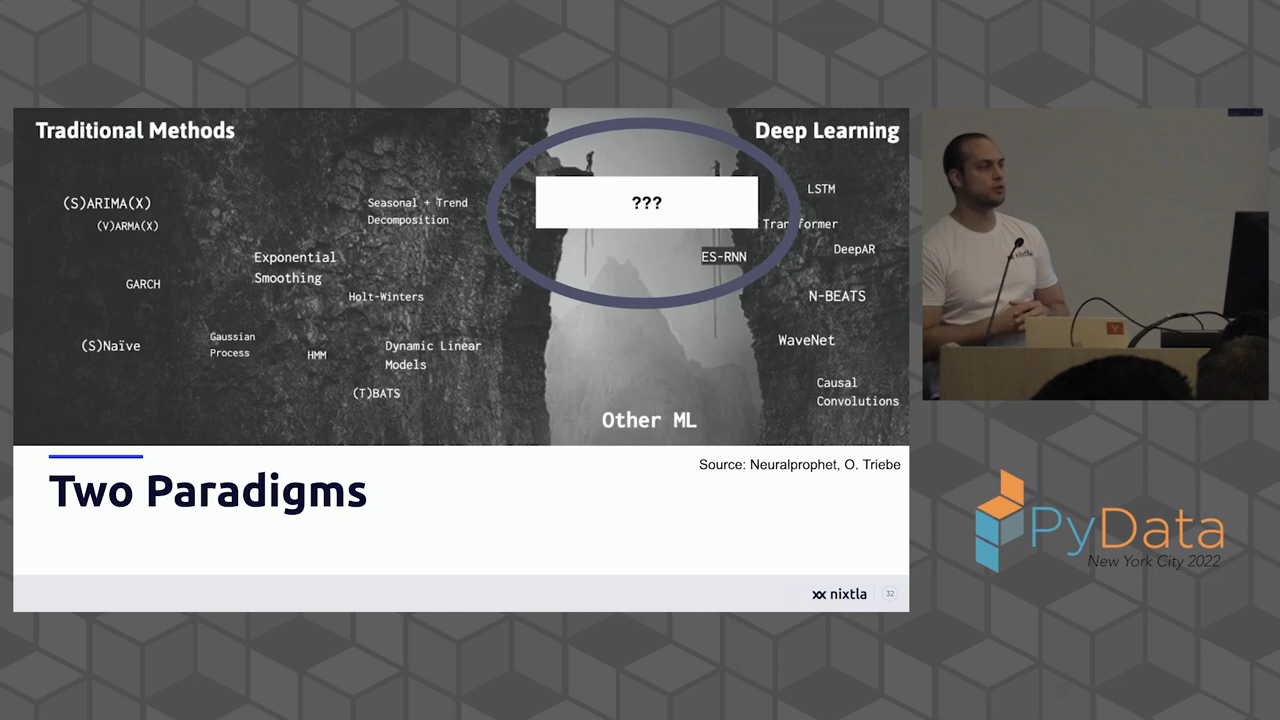 Traditional Methods
Deep Learning
(S)ARIMA(X)
(V)ARMA(X)
Seasonal + Trend
Decomposition
Exponential
Smoothing
GARCH
Holt-Winters
(S)Naïve
Gaussian
Process
HMM
Dynamic Linear
Models
(T)BATS
???
LSTM
Transformer
DeepAR
ES-RNN
N-BEATS
WaveNet
Causal
Convolutions
Other ML
Source: Neuralprophet, O. Triebe
Two Paradigms
nixtla
32
nixtla
PyData
New York City 2022